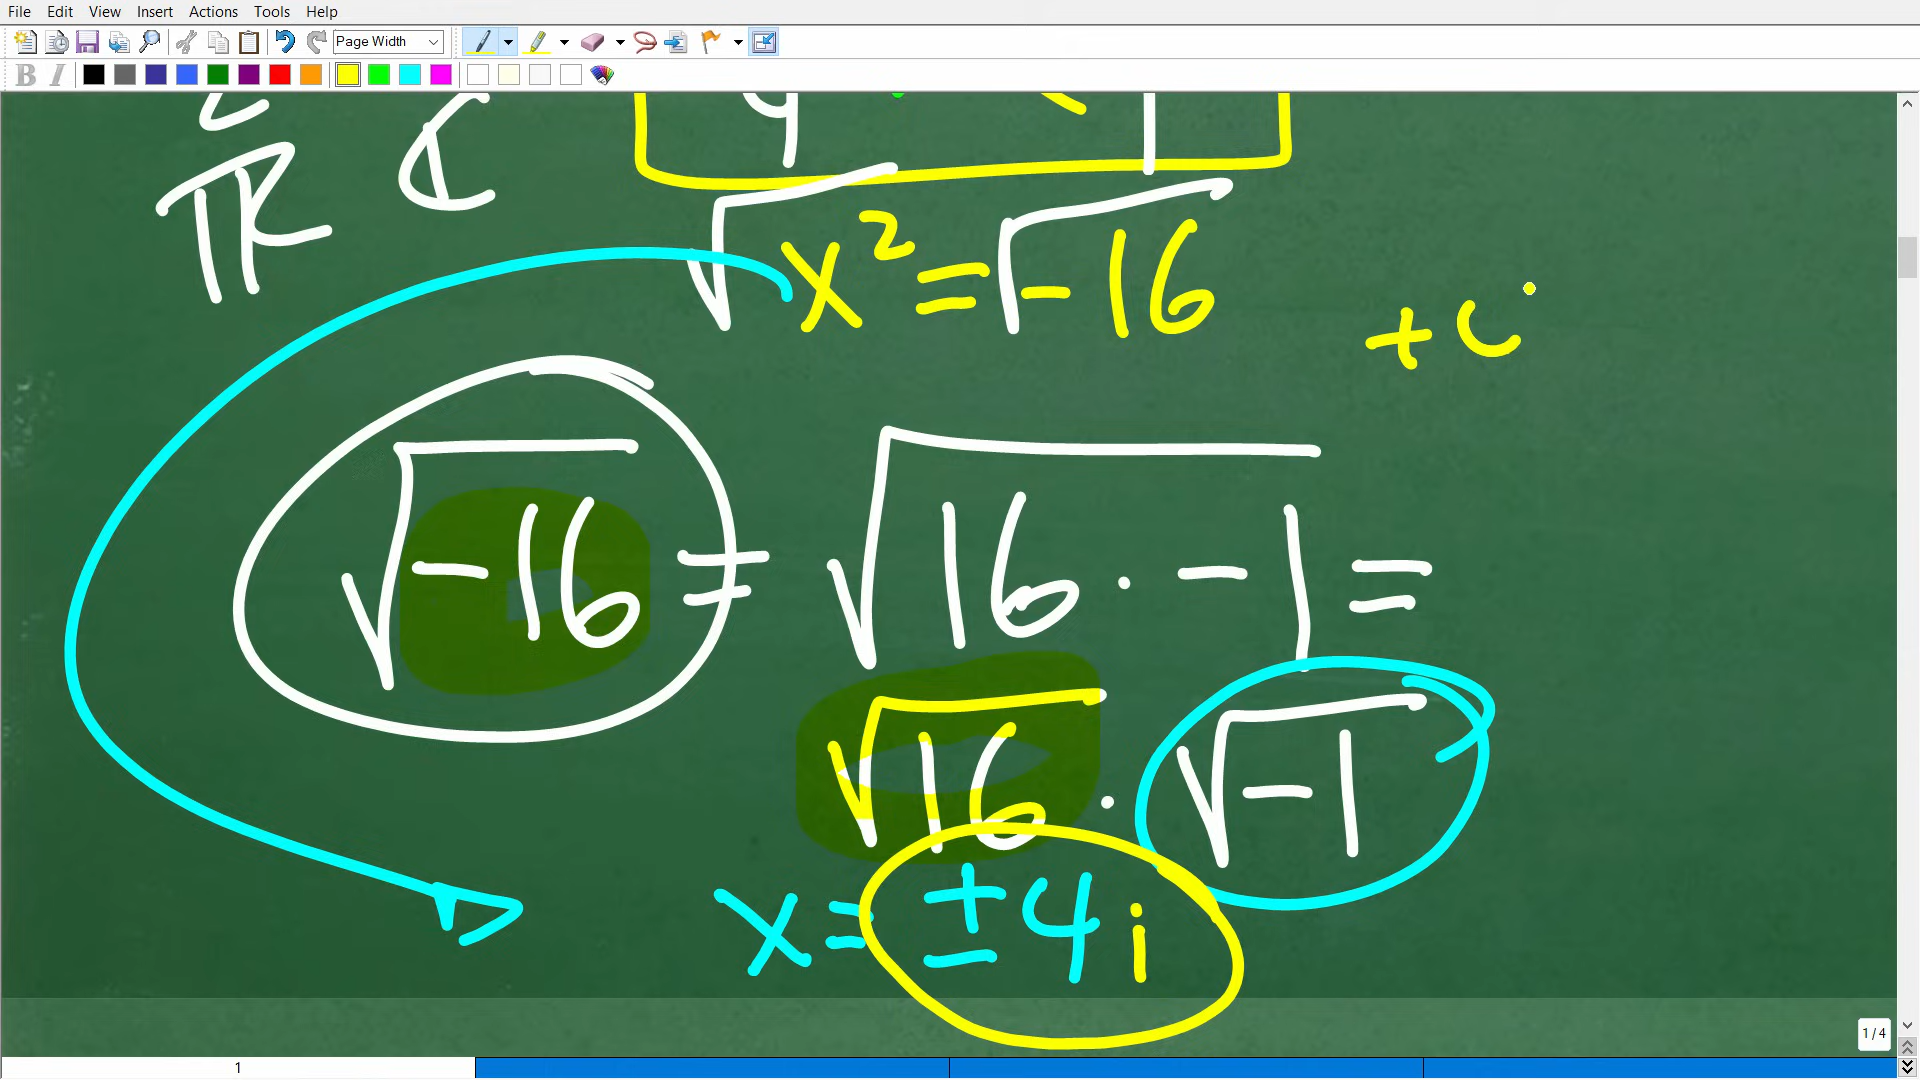 File Edit View Insert Actions Tools Help
Page Width
B I
ℝ ℂ
√x² = √-16
+
√-16 = √16 · -1 =
√16 · √-1
x = ± 4i
1 / 4
1